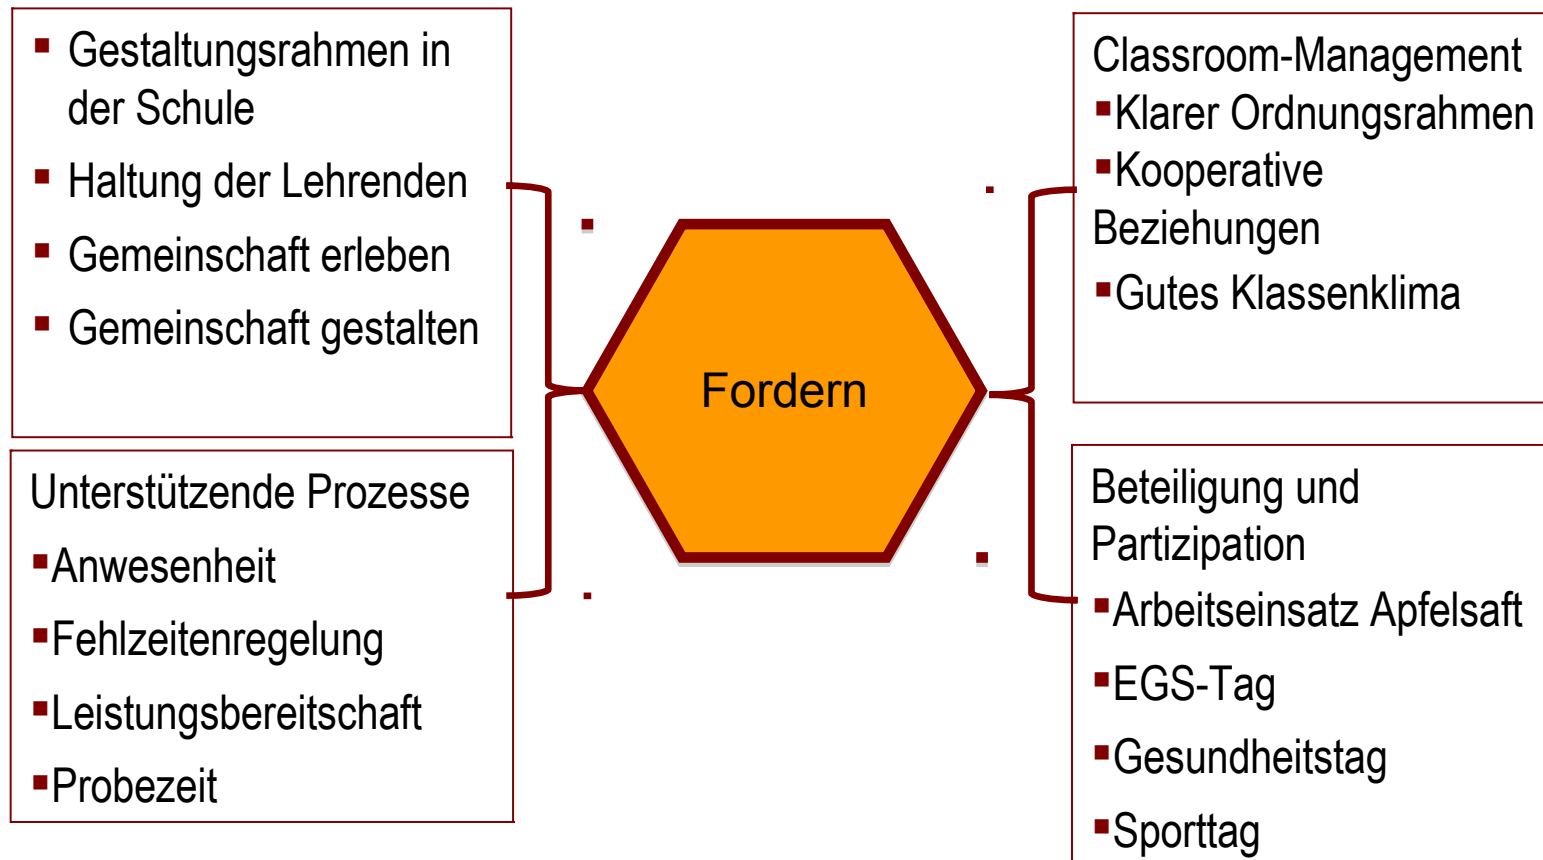 ▪ Gestaltungsrahmen in
der Schule
▪ Haltung der Lehrenden
▪ Gemeinschaft erleben
▪ Gemeinschaft gestalten
Unterstützende Prozesse
▪Anwesenheit
▪Fehlzeitenregelung
▪Leistungsbereitschaft
▪Probezeit
Fordern
Classroom-Management
▪Klarer Ordnungsrahmen
▪Kooperative
Beziehungen
▪Gutes Klassenklima
Beteiligung und
Partizipation
▪Arbeitseinsatz Apfelsaft
▪EGS-Tag
▪Gesundheitstag
▪Sporttag